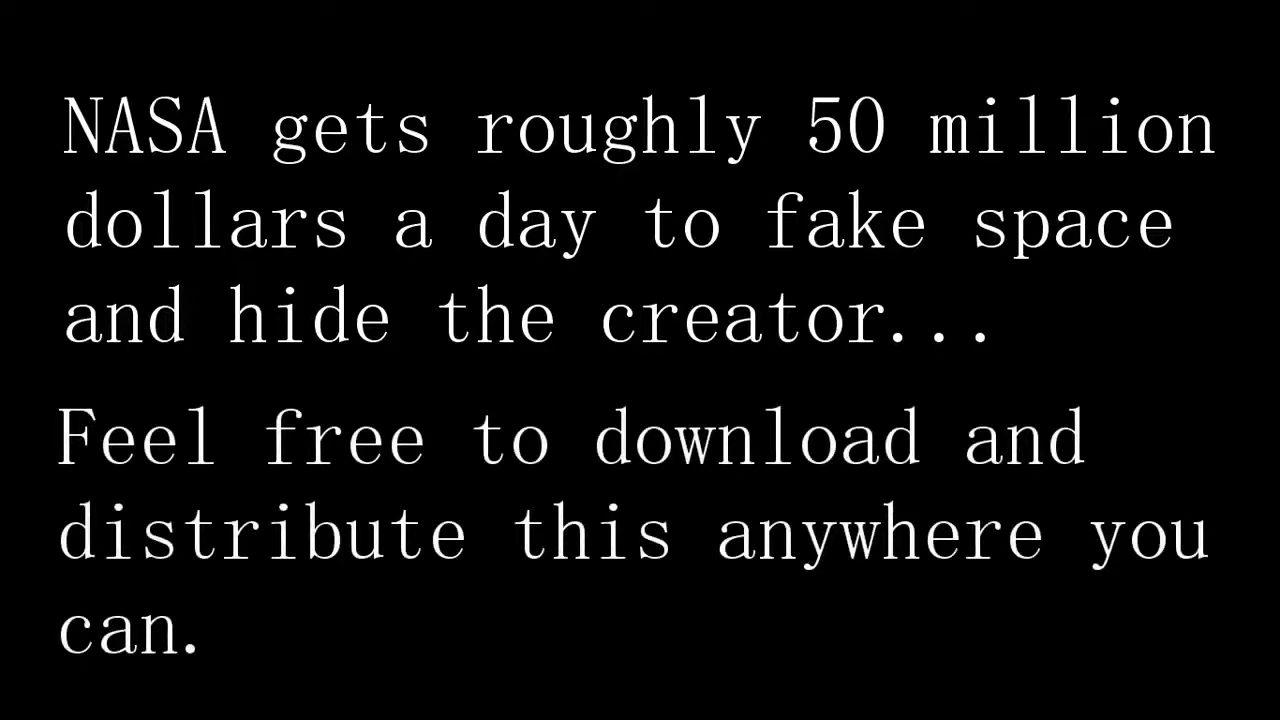 NASA gets roughly 50 million
dollars a day to fake space
and hide the creator...
Feel free to download and
distribute this anywhere you
can.